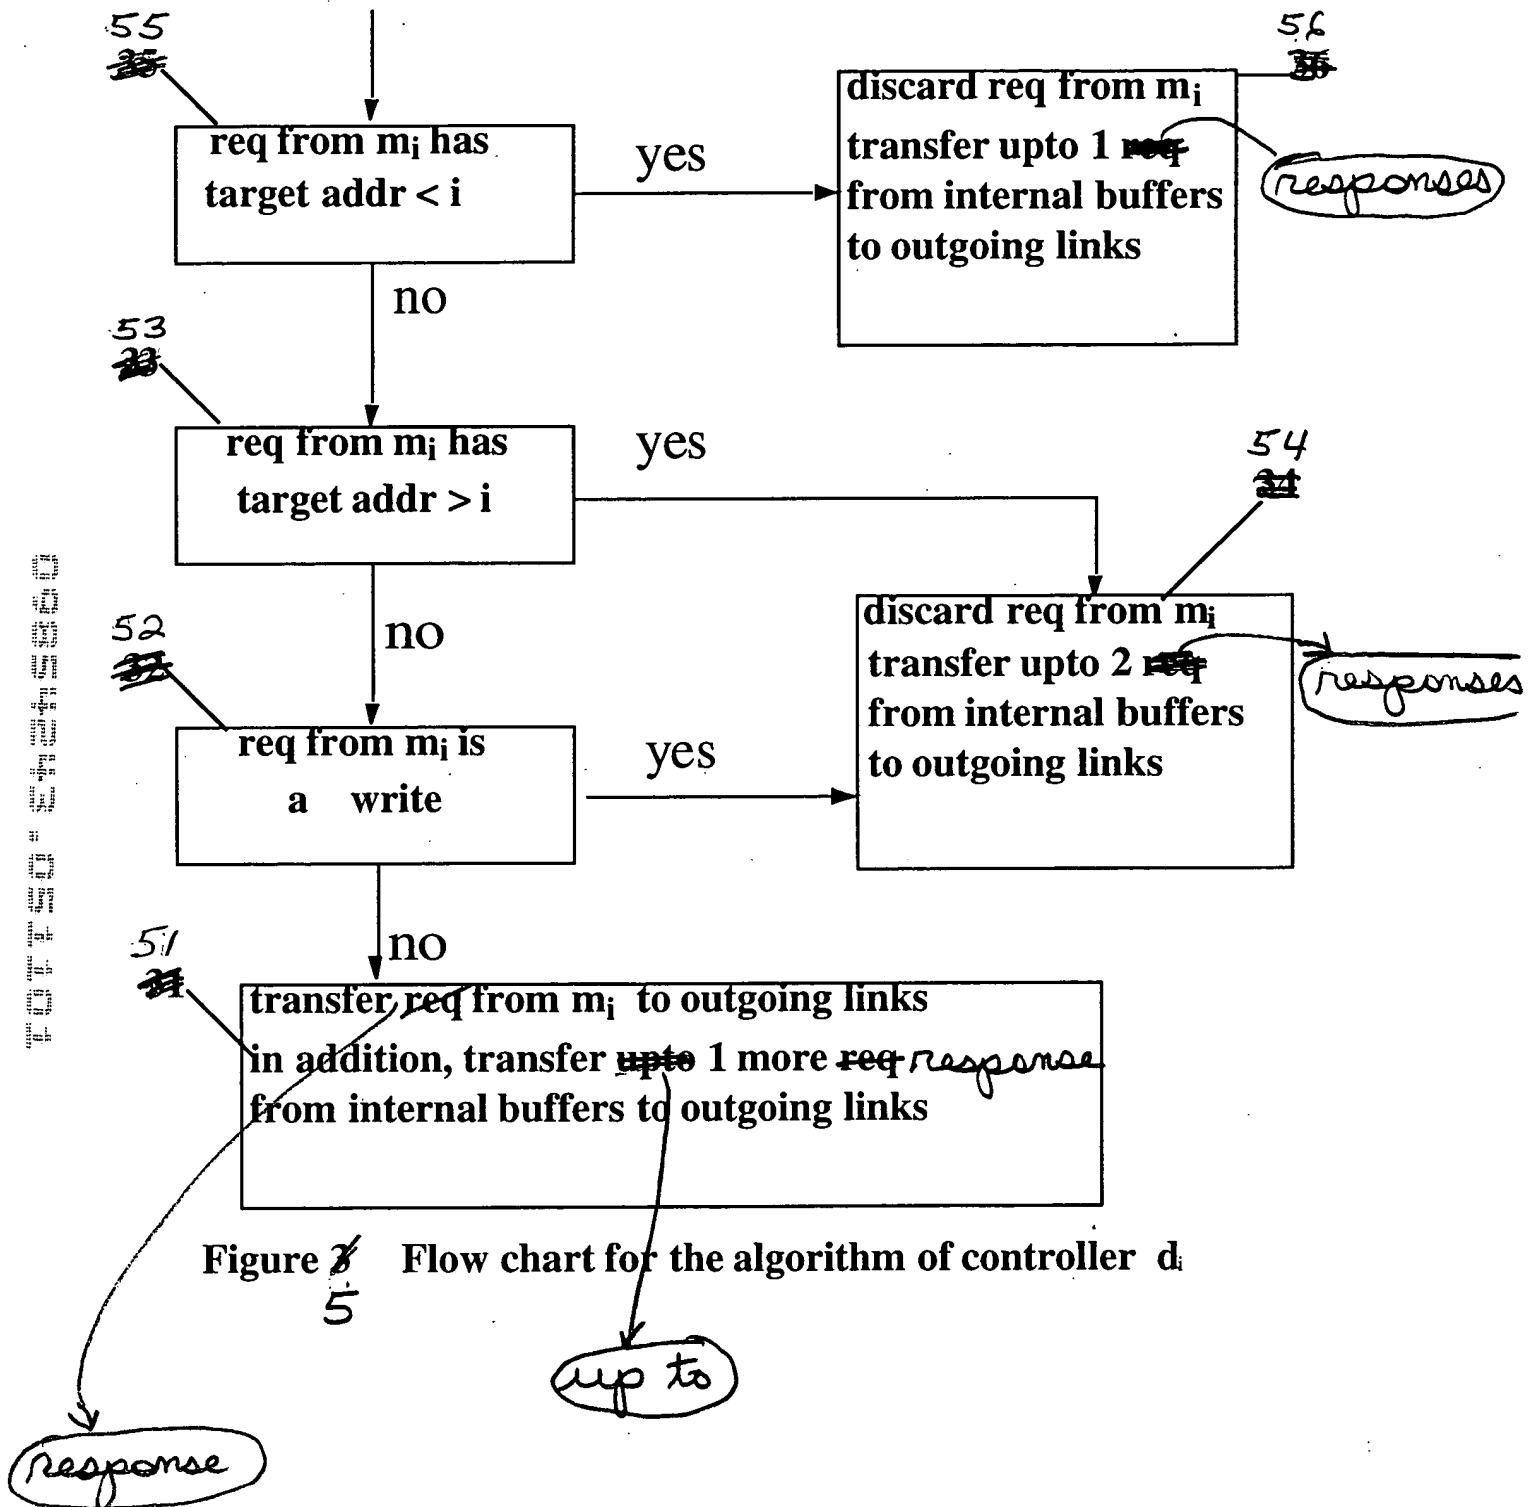 55
56
req from mi has
target addr < i
yes
discard req from mi
transfer upto 1 req
responses
from internal buffers
to outgoing links
no
53
33
req from mi has
target addr > i
yes
54
34
no
discard req from mi
transfer upto 2 req
responses
from internal buffers
to outgoing links
52
32
req from mi is
a write
yes
no
51
transfer req from mi to outgoing links
in addition, transfer upto 1 more req response
from internal buffers to outgoing links
Figure 3 Flow chart for the algorithm of controller di
5
up to
response